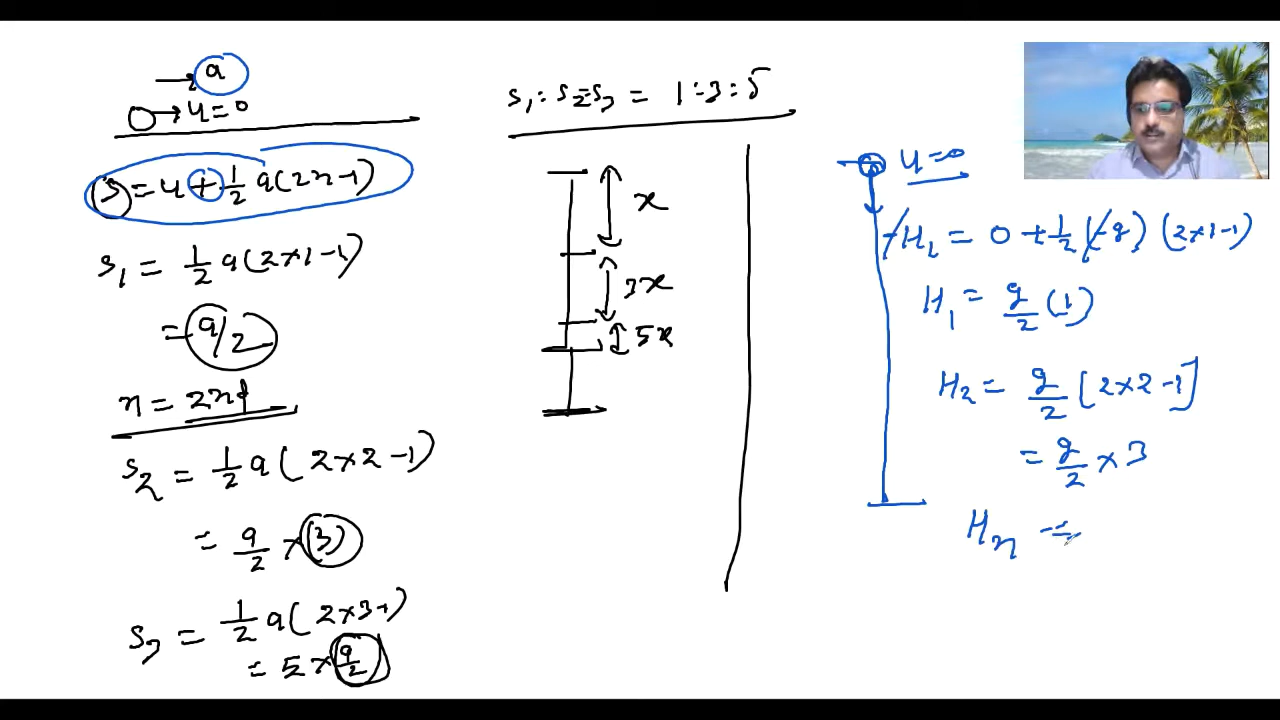 a
u=0
S = u + 1/2 a(2n-1)
S₁ = 1/2 a(2×1-1)
= a/2
n = 2nd
S₂ = 1/2 a(2×2-1)
= a/2 × (3)
S₃ = 1/2 a(2×3-1)
= 5 × a/2
S₁ : S₂ : S₃ = 1:3:5
x
3x
5x
u=0
-H₁ = 0 + 1/2 (-g) (2×1-1)
H₁ = g/2 (1)
H₂ = g/2 [2×2-1]
= g/2 × 3
Hn =